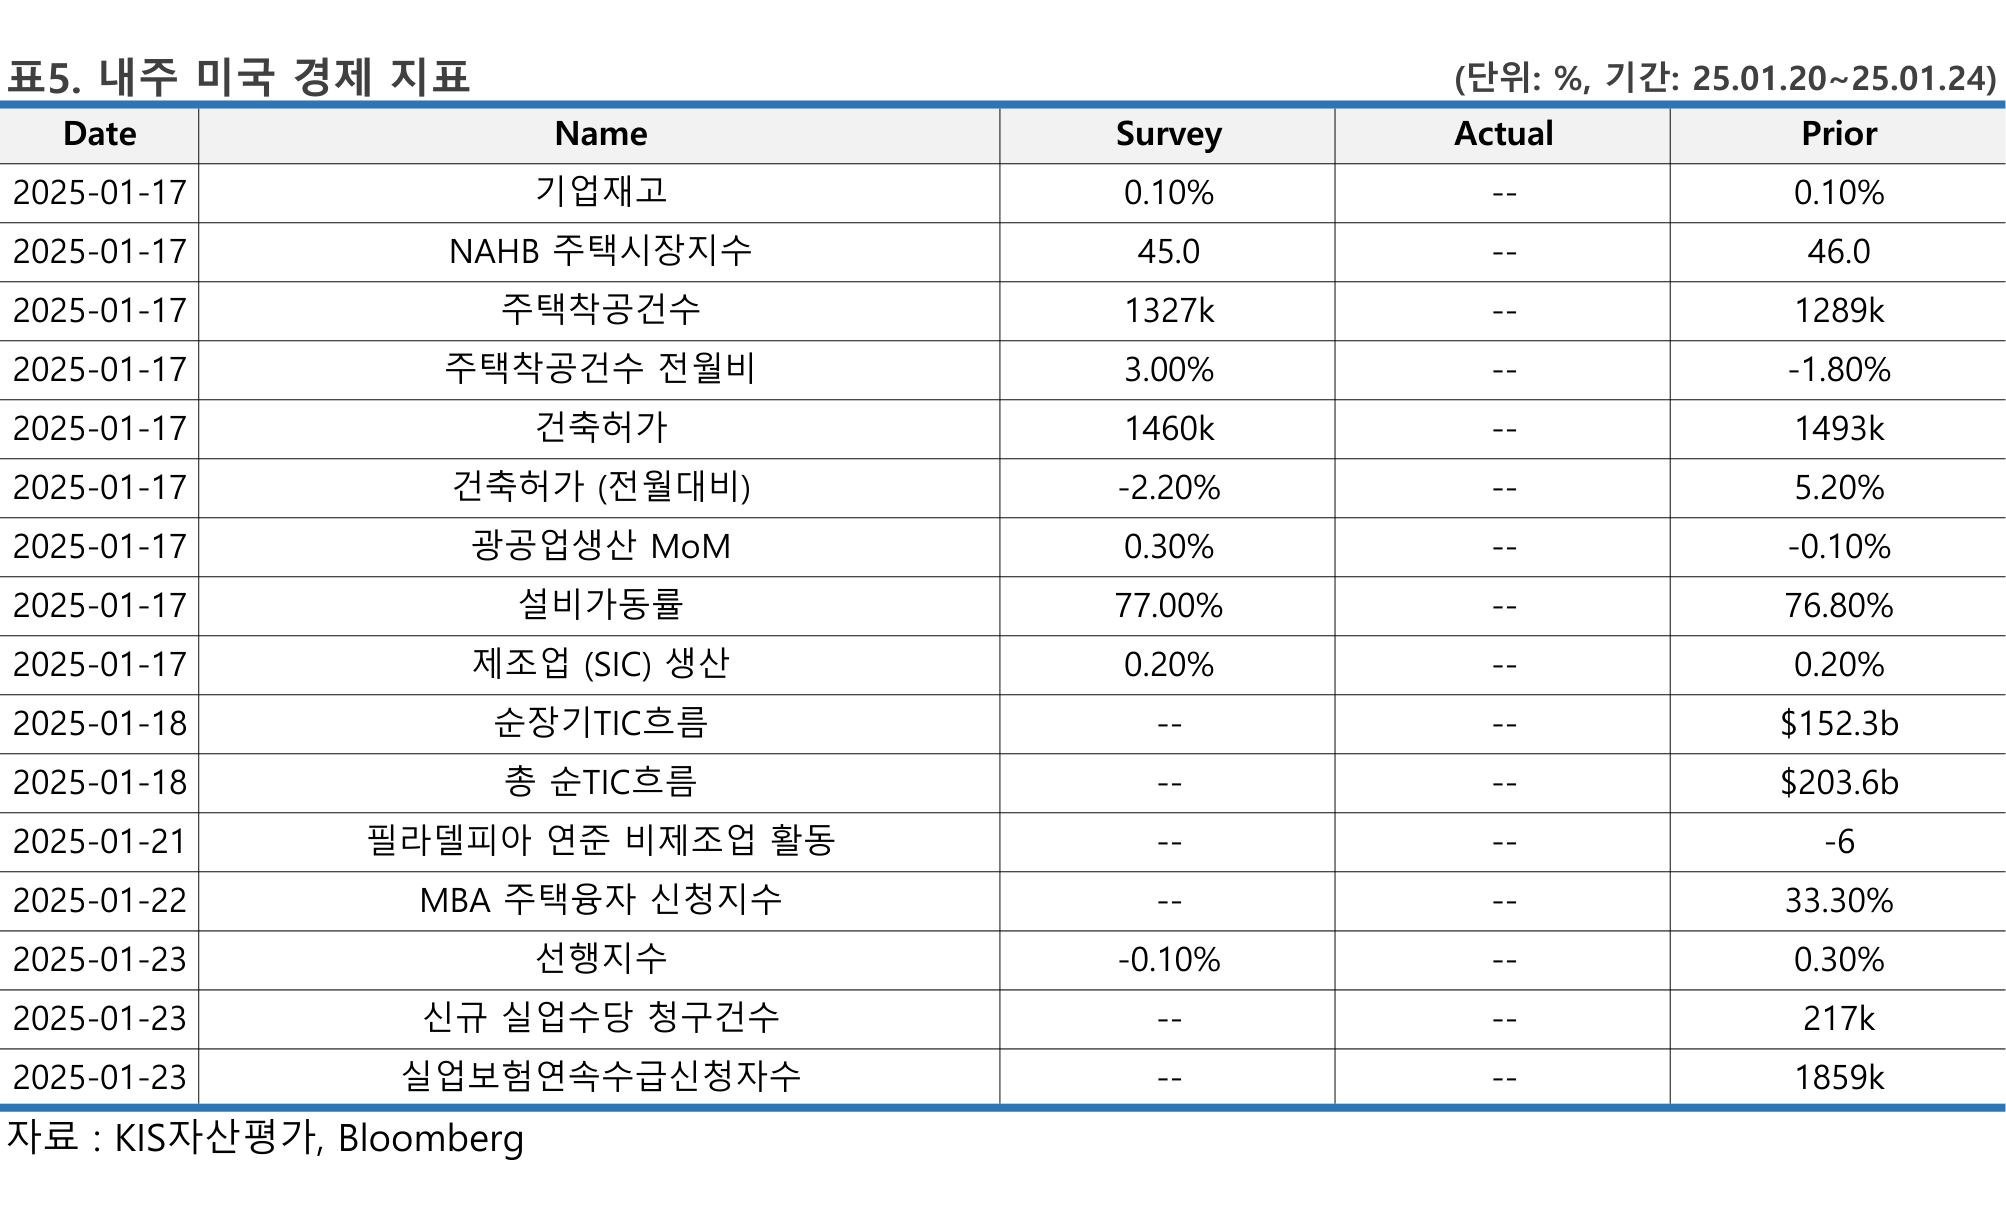 표5. 내주 미국 경제 지표 (단위: %, 기간: 25.01.20~25.01.24)
Date Name Survey Actual Prior
2025-01-17 기업재고 0.10% -- 0.10%
2025-01-17 NAHB 주택시장지수 45.0 -- 46.0
2025-01-17 주택착공건수 1327k -- 1289k
2025-01-17 주택착공건수 전월비 3.00% -- -1.80%
2025-01-17 건축허가 1460k -- 1493k
2025-01-17 건축허가 (전월대비) -2.20% -- 5.20%
2025-01-17 광공업생산 MoM 0.30% -- -0.10%
2025-01-17 설비가동률 77.00% -- 76.80%
2025-01-17 제조업 (SIC) 생산 0.20% -- 0.20%
2025-01-18 순장기TIC흐름 -- -- $152.3b
2025-01-18 총 순TIC흐름 -- -- $203.6b
2025-01-21 필라델피아 연준 비제조업 활동 -- -- -6
2025-01-22 MBA 주택융자 신청지수 -- -- 33.30%
2025-01-23 선행지수 -0.10% -- 0.30%
2025-01-23 신규 실업수당 청구건수 -- -- 217k
2025-01-23 실업보험연속수급신청자수 -- -- 1859k
자료 : KIS자산평가, Bloomberg